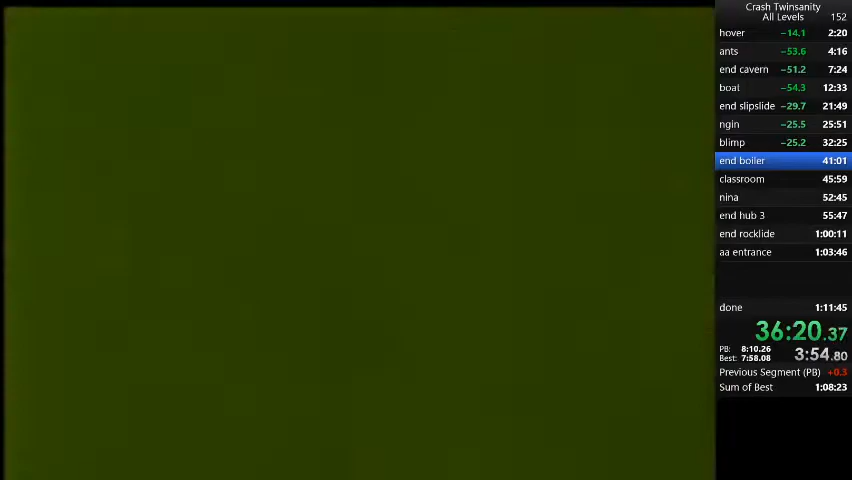 Crash Twinsanity
All Levels 152
hover -14.1 2:20
ants -53.6 4:16
end cavern -51.2 7:24
boat -54.3 12:33
end slipslide -29.7 21:49
ngin -25.5 25:51
blimp -25.2 32:25
end boiler 41:01
classroom 45:59
nina 52:45
end hub 3 55:47
end rocklide 1:00:11
aa entrance 1:03:46
done 1:11:45
36:20.37
PB: 8:10.26
Best: 7:58.08 3:54.80
Previous Segment (PB) +0.3
Sum of Best 1:08:23